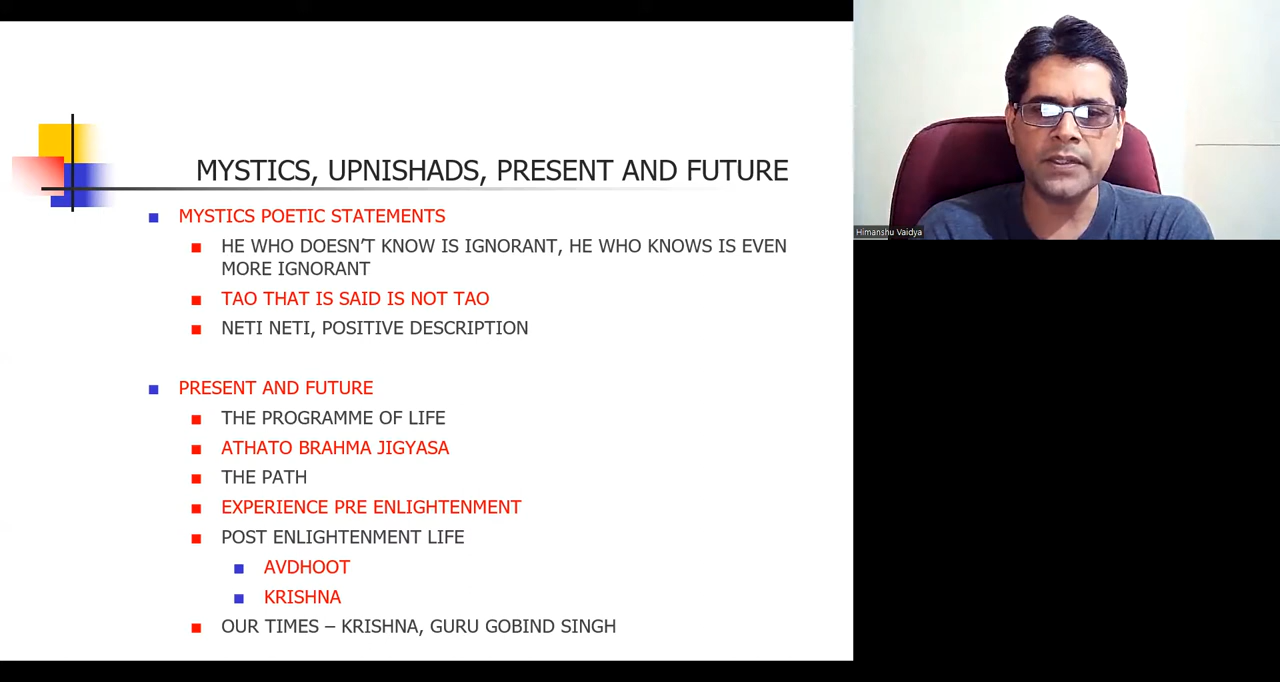 MYSTICS, UPNISHADS, PRESENT AND FUTURE
MYSTICS POETIC STATEMENTS
HE WHO DOESN'T KNOW IS IGNORANT, HE WHO KNOWS IS EVEN
MORE IGNORANT
TAO THAT IS SAID IS NOT TAO
NETI NETI, POSITIVE DESCRIPTION
PRESENT AND FUTURE
THE PROGRAMME OF LIFE
ATHATO BRAHMA JIGYASA
THE PATH
EXPERIENCE PRE ENLIGHTENMENT
POST ENLIGHTENMENT LIFE
AVDHOOT
KRISHNA
OUR TIMES – KRISHNA, GURU GOBIND SINGH
Himanshu Vaidya